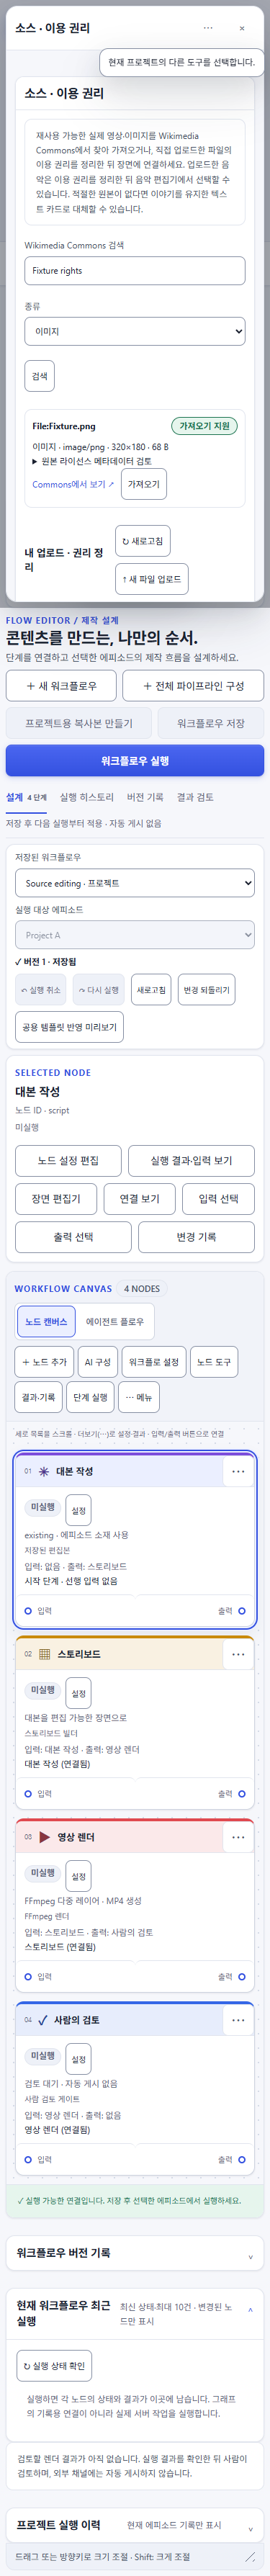 소스 · 이용 권리
··· ×
현재 프로젝트의 다른 도구를 선택합니다.
소스 · 이용 권리
재사용 가능한 실제 영상·이미지를 Wikimedia
Commons에서 찾아 가져오거나, 직접 업로드한 파일의
이용 권리를 정리한 뒤 장면에 연결하세요. 업로드한 음
악은 이용 권리를 정리한 뒤 음악 편집기에서 선택할 수
있습니다. 적절한 원본이 없다면 이야기를 유지한 텍스
트 카드로 대체할 수 있습니다.
Wikimedia Commons 검색
Fixture rights
종류
이미지
검색
File:Fixture.png
가져오기 지원
이미지 · image/png · 320×180 · 68 B
▶ 원본 라이선스 메타데이터 검토
Commons에서 보기 ↗
가져오기
내 업로드 · 권리 정
리
↻ 새로고침
↑ 새 파일 업로드
FLOW EDITOR / 제작 설계
콘텐츠를 만드는, 나만의 순서.
단계를 연결하고 선택한 에피소드의 제작 흐름을 설계하세요.
＋ 새 워크플로우
＋ 전체 파이프라인 구성
프로젝트용 복사본 만들기
워크플로우 저장
워크플로우 실행
설계 4 단계
실행 히스토리
버전 기록
결과 검토
저장 후 다음 실행부터 적용 · 자동 게시 없음
저장된 워크플로우
Source editing · 프로젝트
실행 대상 에피소드
Project A
✓ 버전 1 · 저장됨
↶ 실행 취소
↷ 다시 실행
새로고침
변경 되돌리기
공용 템플릿 반영 미리보기
SELECTED NODE
대본 작성
노드 ID · script
미실행
노드 설정 편집
실행 결과·입력 보기
장면 편집기
연결 보기
입력 선택
출력 선택
변경 기록
WORKFLOW CANVAS
4 NODES
노드 캔버스
에이전트 플로우
＋ 노드 추가
AI 구성
워크플로 설정
노드 도구
결과·기록
단계 실행
··· 메뉴
세로 목록을 스크롤 · 더보기(···)로 설정·결과 · 입력/출력 버튼으로 연결
01 대본 작성 ···
미실행
설정
existing · 에피소드 소재 사용
저장된 편집본
입력: 없음 · 출력: 스토리보드
시작 단계 · 선행 입력 없음
입력
출력
02 스토리보드 ···
미실행
설정
대본을 편집 가능한 장면으로
스토리보드 빌더
입력: 대본 작성 · 출력: 영상 렌더
대본 작성 (연결됨)
입력
출력
03 영상 렌더 ···
미실행
설정
FFmpeg 다중 레이어 · MP4 생성
FFmpeg 렌더
입력: 스토리보드 · 출력: 사람의 검토
스토리보드 (연결됨)
입력
출력
04 ✓ 사람의 검토 ···
미실행
설정
검토 대기 · 자동 게시 없음
사람 검토 게이트
입력: 영상 렌더 · 출력: 없음
영상 렌더 (연결됨)
입력
출력
✓ 실행 가능한 연결입니다. 저장 후 선택한 에피소드에서 실행하세요.
워크플로우 버전 기록
현재 워크플로우 최근
실행
최신 상태·최대 10건 · 변경된 노
드만 표시
↻ 실행 상태 확인
실행하면 각 노드의 상태와 결과가 이곳에 남습니다. 그래프
의 기록용 연결이 아니라 실제 서버 작업을 실행합니다.
검토할 렌더 결과가 아직 없습니다. 실행 결과를 확인한 뒤 사람이
검토하며, 외부 채널에는 자동 게시하지 않습니다.
프로젝트 실행 이력
현재 에피소드 기록만 표시
드래그 또는 방향키로 크기 조절 · Shift: 크게 조절